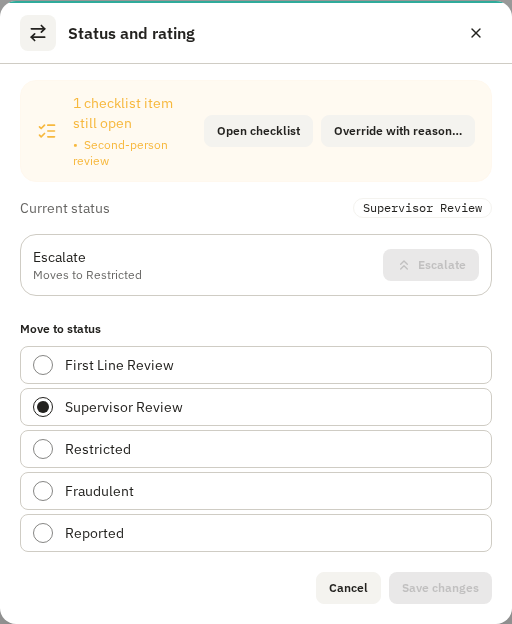 Status and rating
1 checklist item
still open
• Second-person
review
Open checklist
Override with reason...
Current status
Supervisor Review
Escalate
Moves to Restricted
Escalate
Move to status
First Line Review
Supervisor Review
Restricted
Fraudulent
Reported
Cancel
Save changes